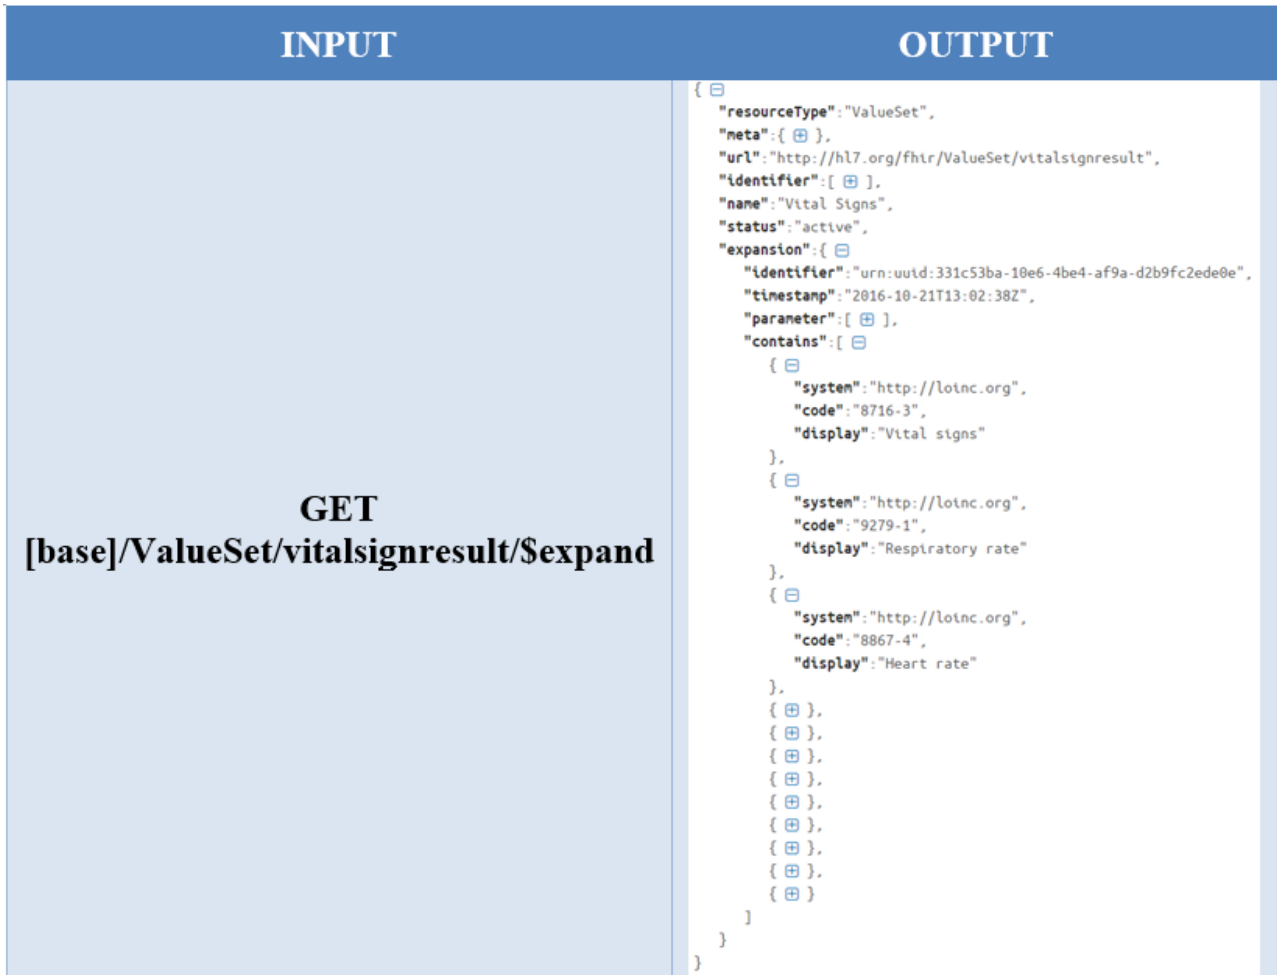 INPUT
OUTPUT
GET
[base]/ValueSet/vitalsignresult/$expand
{
"resourceType":"ValueSet",
"meta":{ },
"url":"http://hl7.org/fhir/ValueSet/vitalsignresult",
"identifier":[ ],
"name":"Vital Signs",
"status":"active",
"expansion":{
"identifier":"urn:uuid:331c53ba-10e6-4be4-af9a-d2b9fc2ede0e",
"timestamp":"2016-10-21T13:02:38Z",
"parameter":[ ],
"contains":[
{
"system":"http://loinc.org",
"code":"8716-3",
"display":"Vital signs"
},
{
"system":"http://loinc.org",
"code":"9279-1",
"display":"Respiratory rate"
},
{
"system":"http://loinc.org",
"code":"8867-4",
"display":"Heart rate"
},
{ },
{ },
{ },
{ },
{ },
{ },
{ },
{ },
{ }
]
}
}